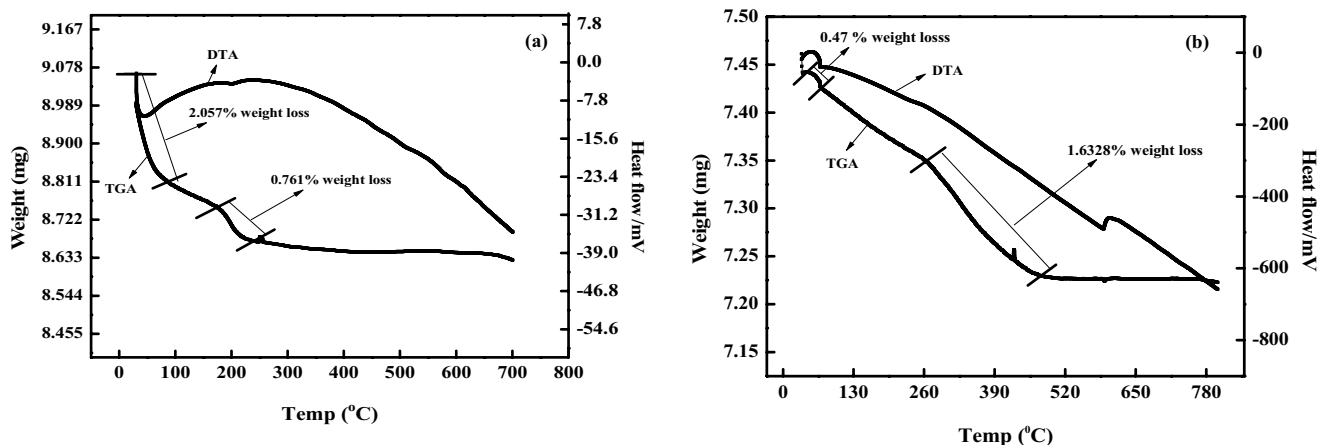 (a)
9.167
9.078
8.989
8.900
8.811
8.722
8.633
8.544
8.455
Weight (mg)
DTA
2.057% weight loss
0.761% weight loss
TGA
7.8
0.0
-7.8
-15.6
-23.4
-31.2
-39.0
-46.8
-54.6
Heat flow /mV
0 100 200 300 400 500 600 700 800
Temp (°C)
(b)
7.50
7.45
7.40
7.35
7.30
7.25
7.20
7.15
Weight (mg)
0.47 % weight losss
DTA
TGA
1.6328% weight loss
0
-200
-400
-600
-800
Heat flow/mV
0 130 260 390 520 650 780
Temp (°C)